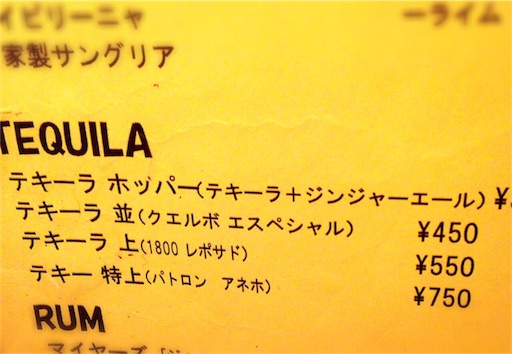 イピリーニャ
ーライム
家製サングリア
TEQUILA
テキーラ ホッパー(テキーラ+ジンジャーエール) ¥
テキーラ 並(クエルボ エスペシャル) ¥450
テキーラ 上(1800 レポサド) ¥550
テキー 特上(パトロン アネホ) ¥750
RUM
マイヤーズ